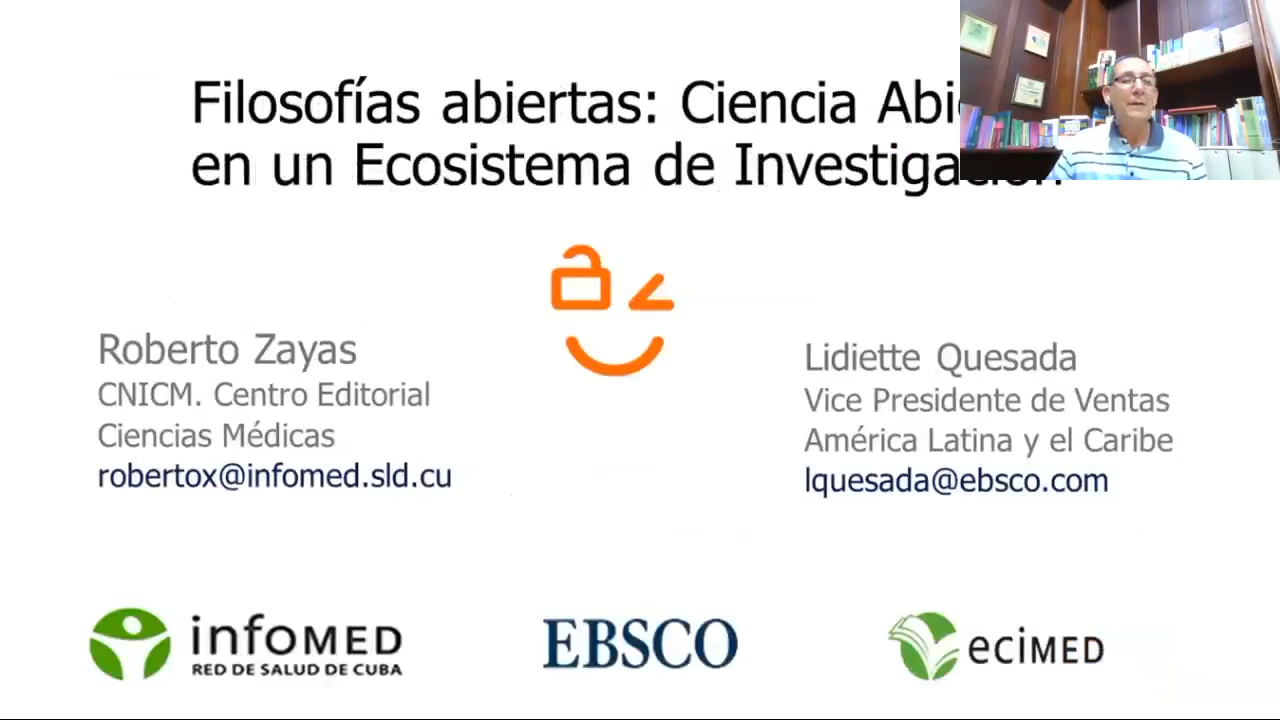 Filosofías abiertas: Ciencia
en un Ecosistema de Investigación
Roberto Zayas
CNICM. Centro Editorial
Ciencias Médicas
robertox@infomed.sld.cu
Lidiette Quesada
Vice Presidente de Ventas
América Latina y el Caribe
lquesada@ebsco.com
infoMED
RED DE SALUD DE CUBA
EBSCO
eciMED